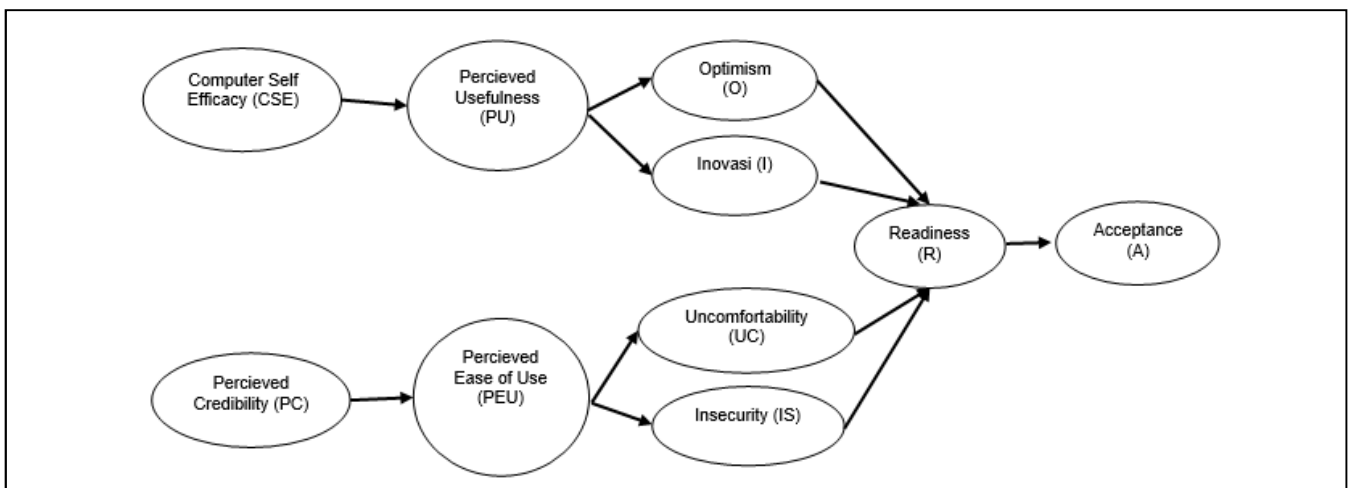 Computer Self
Efficacy (CSE)
Percieved
Usefulness
(PU)
Optimism
(O)
Inovasi (I)
Readiness
(R)
Acceptance
(A)
Percieved
Credibility (PC)
Percieved
Ease of Use
(PEU)
Uncomfortability
(UC)
Insecurity (IS)